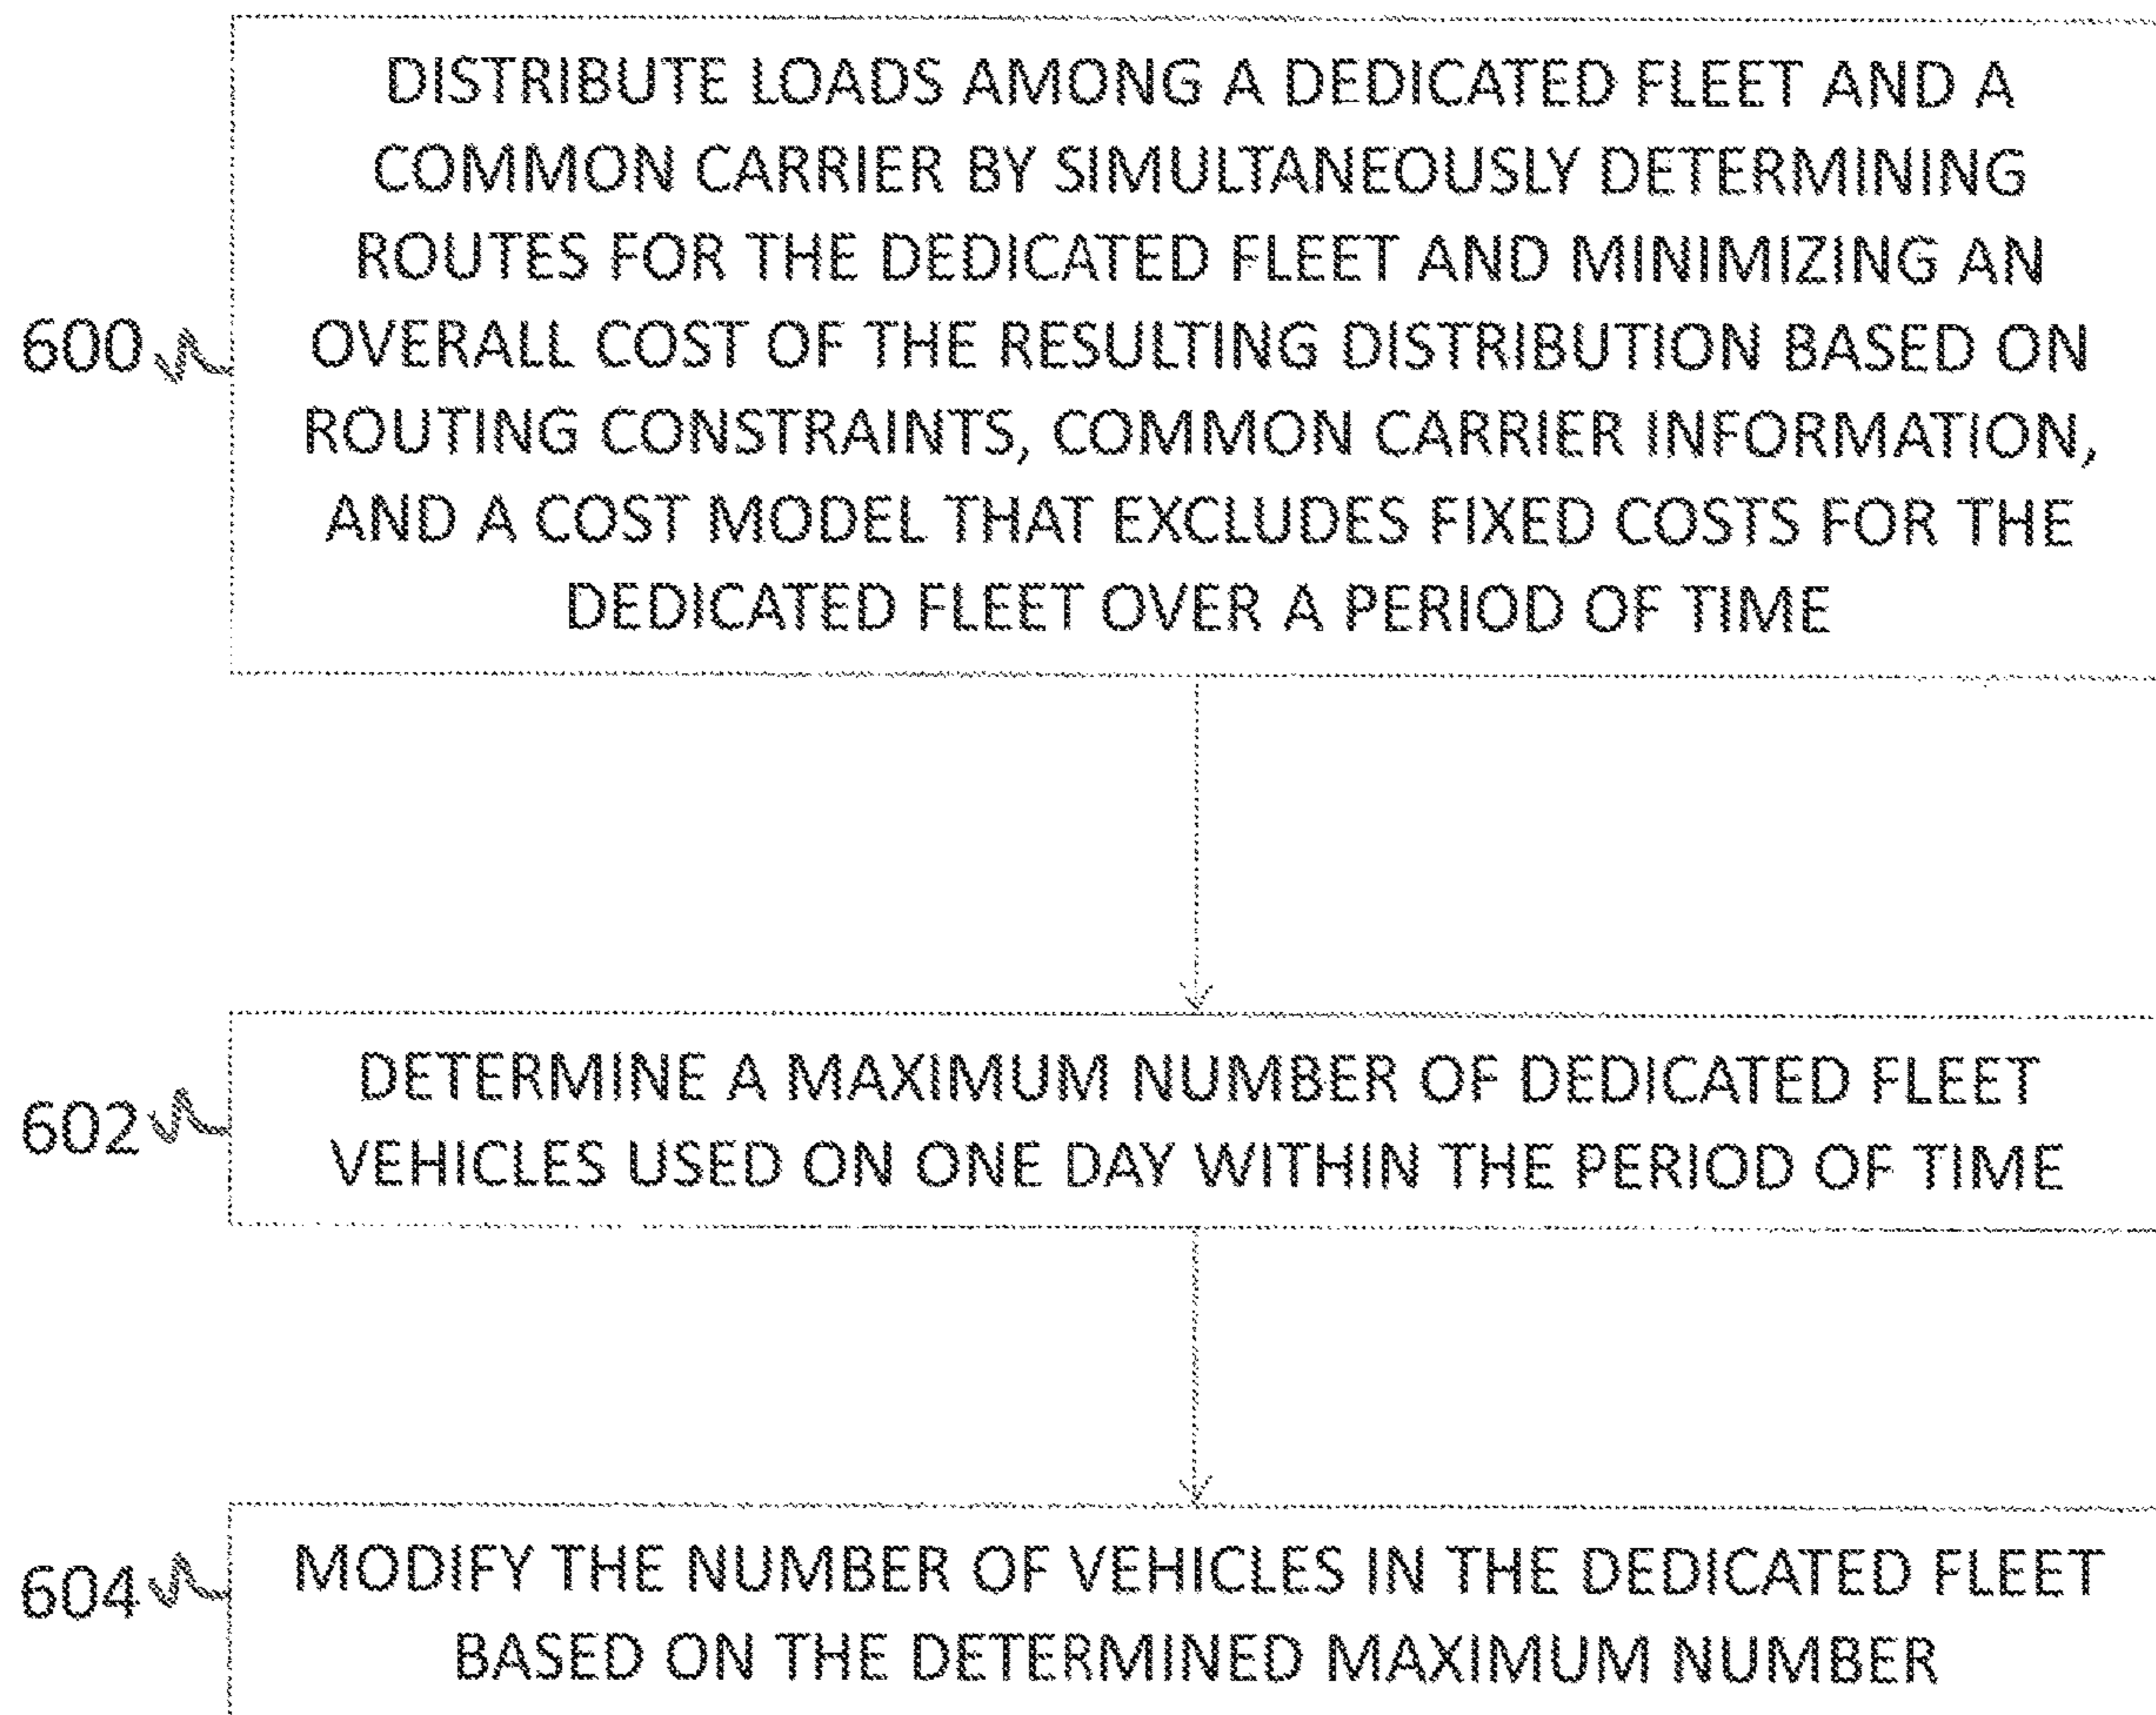 DISTRIBUTE LOADS AMONG A DEDICATED FLEET AND A
COMMON CARRIER BY SIMULTANEOUSLY DETERMINING
ROUTES FOR THE DEDICATED FLEET AND MINIMIZING AN
600 OVERALL COST OF THE RESULTING DISTRIBUTION BASED ON
ROUTING CONSTRAINTS, COMMON CARRIER INFORMATION,
AND A COST MODEL THAT EXCLUDES FIXED COSTS FOR THE
DEDICATED FLEET OVER A PERIOD OF TIME
DETERMINE A MAXIMUM NUMBER OF DEDICATED FLEET
602 VEHICLES USED ON ONE DAY WITHIN THE PERIOD OF TIME
604 MODIFY THE NUMBER OF VEHICLES IN THE DEDICATED FLEET
BASED ON THE DETERMINED MAXIMUM NUMBER